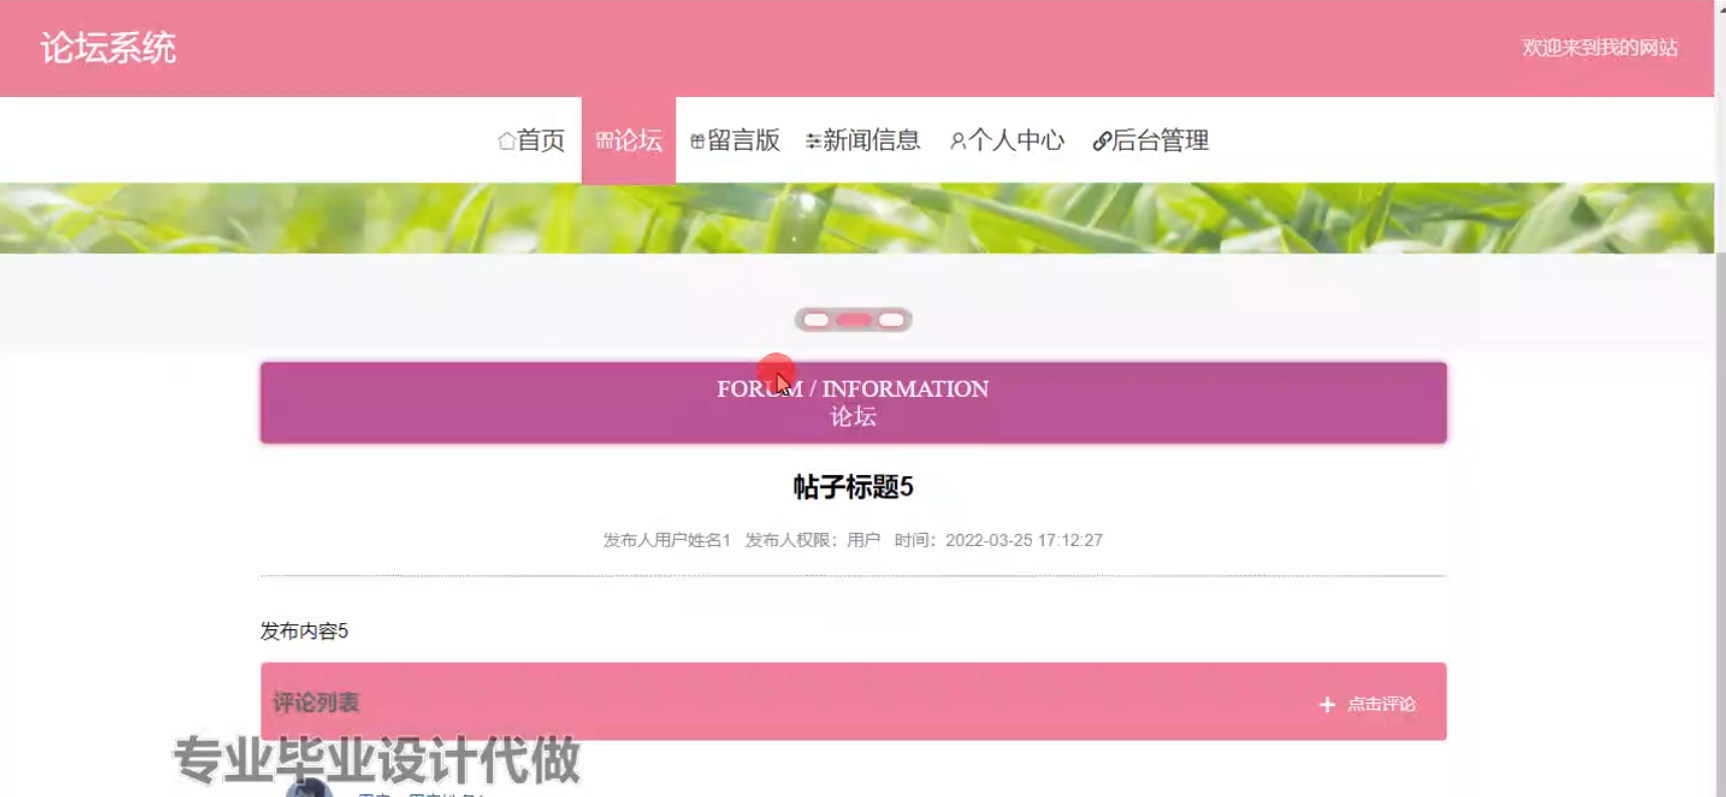 论坛系统
欢迎来到我的网站
首页 论坛 留言版 新闻信息 个人中心 后台管理
FORUM / INFORMATION
论坛
帖子标题5
发布人用户姓名1 发布人权限：用户 时间：2022-03-25 17:12:27
发布内容5
评论列表
点击评论
专业毕业设计代做